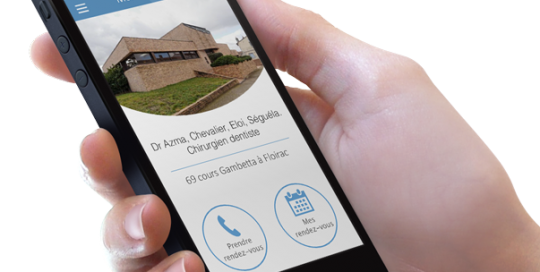 Dr Azma, Chevalier, Eloi, Séguéla.
Chirurgien dentiste
69 cours Gambetta à Floirac
Prendre
rendez-vous
Mes
rendez-vous